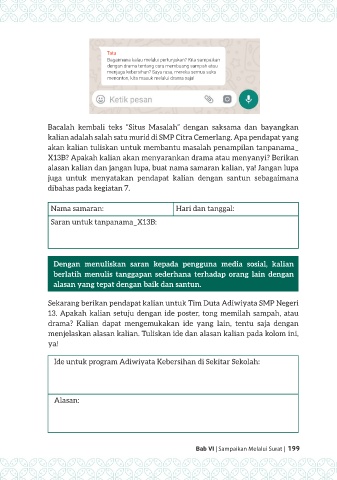 Tata
Bagaimana kalau melalui pertunjukan? Kita sampaikan
dengan drama tentang cara membuang sampah atau
menjaga kebersihan? Saya rasa, mereka semua suka
menonton, kita masuk melalui drama saja!
Ketik pesan
Bacalah kembali teks “Situs Masalah” dengan saksama dan bayangkan
kalian adalah salah satu murid di SMP Citra Cemerlang. Apa pendapat yang
akan kalian tuliskan untuk membantu masalah penampilan tanpanama_
X13B? Apakah kalian akan menyarankan drama atau menyanyi? Berikan
alasan kalian dan jangan lupa, buat nama samaran kalian, ya! Jangan lupa
juga untuk menyatakan pendapat kalian dengan santun sebagaimana
dibahas pada kegiatan 7.
Nama samaran: Hari dan tanggal:
Saran untuk tanpanama_X13B:
Dengan menuliskan saran kepada pengguna media sosial, kalian
berlatih menulis tanggapan sederhana terhadap orang lain dengan
alasan yang tepat dengan baik dan santun.
Sekarang berikan pendapat kalian untuk Tim Duta Adiwiyata SMP Negeri
13. Apakah kalian setuju dengan ide poster, tong memilah sampah, atau
drama? Kalian dapat mengemukakan ide yang lain, tentu saja dengan
menjelaskan alasan kalian. Tuliskan ide dan alasan kalian pada kolom ini,
ya!
Ide untuk program Adiwiyata Kebersihan di Sekitar Sekolah:
Alasan:
Bab VI | Sampaikan Melalui Surat | 199